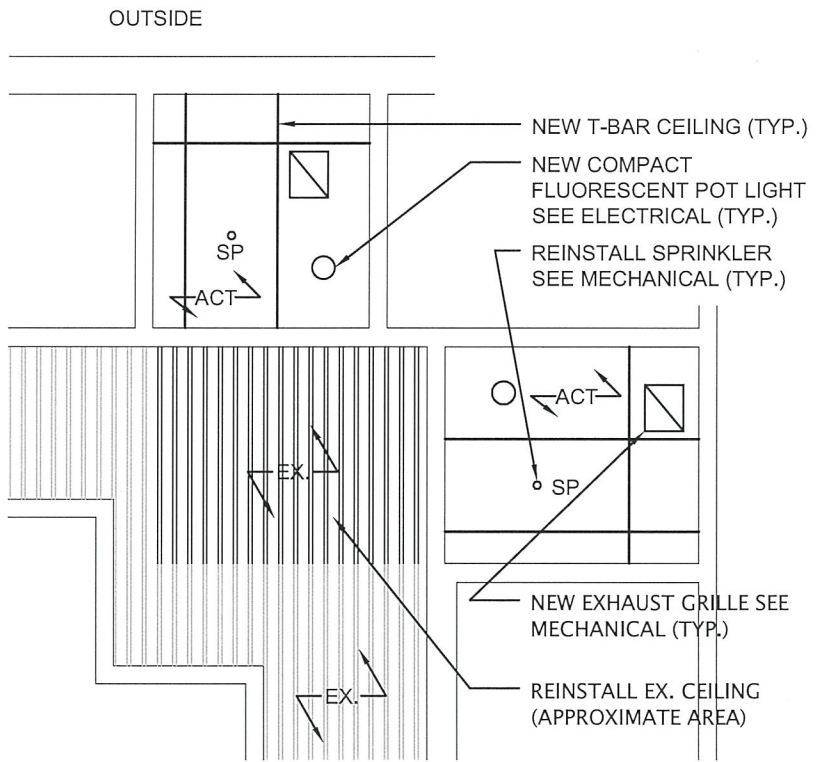 OUTSIDE
NEW T-BAR CEILING (TYP.)
NEW COMPACT
FLUORESCENT POT LIGHT
SEE ELECTRICAL (TYP.)
REINSTALL SPRINKLER
SEE MECHANICAL (TYP.)
SP
ACT
ACT
EX.
SP
NEW EXHAUST GRILLE SEE
MECHANICAL (TYP.)
REINSTALL EX. CEILING
(APPROXIMATE AREA)
EX.